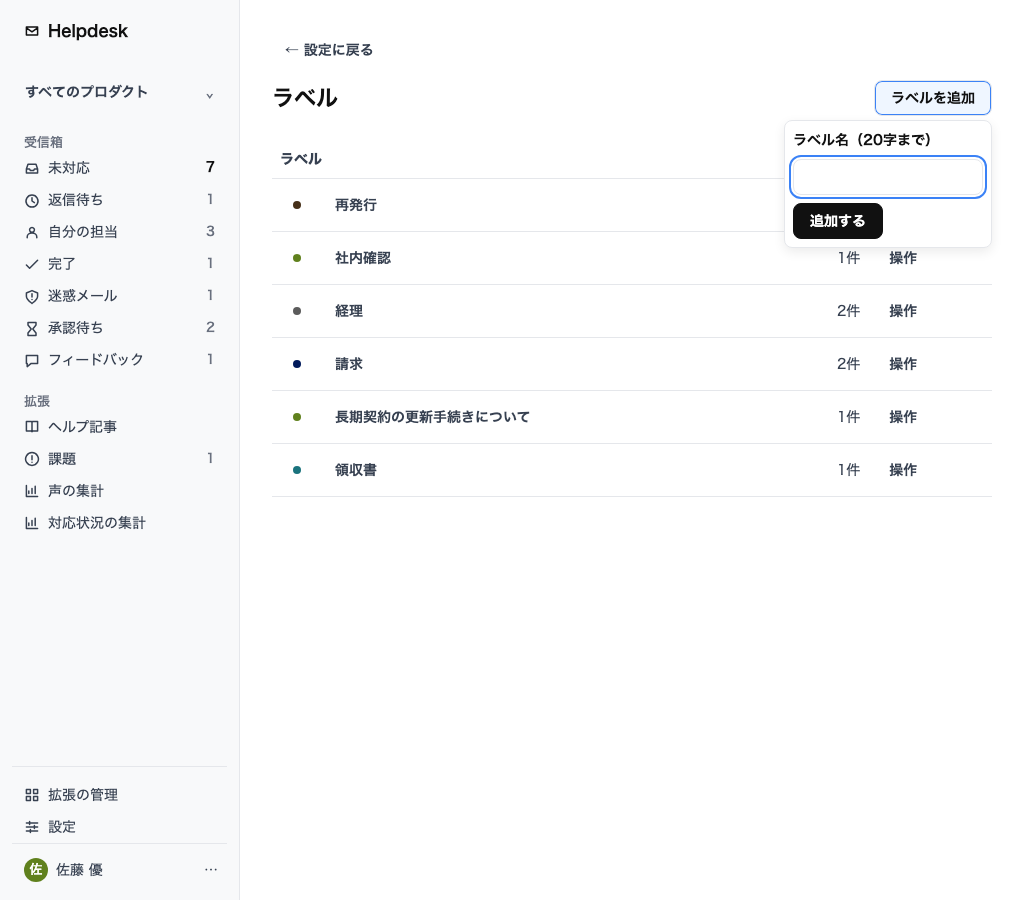 Helpdesk
すべてのプロダクト
受信箱
未対応 7
返信待ち 1
自分の担当 3
完了 1
迷惑メール 1
承認待ち 2
フィードバック 1
拡張
ヘルプ記事
課題 1
声の集計
対応状況の集計
拡張の管理
設定
佐 佐藤 優 ...
← 設定に戻る
ラベル
ラベルを追加
ラベル名（20字まで）
追加する
ラベル
再発行
社内確認 1件 操作
経理 2件 操作
請求 2件 操作
長期契約の更新手続きについて 1件 操作
領収書 1件 操作